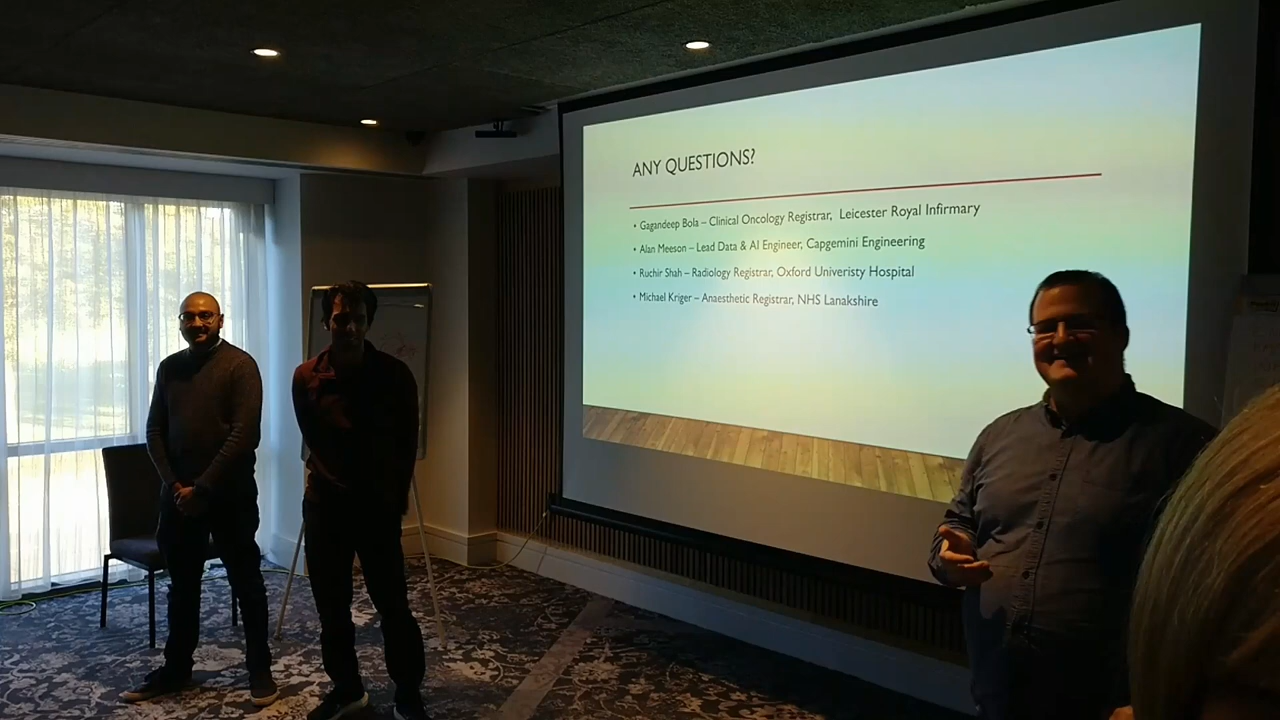 ANY QUESTIONS?
• Gagandeep Bola – Clinical Oncology Registrar, Leicester Royal Infirmary
• Alan Meeson – Lead Data & AI Engineer, Capgemini Engineering
• Ruchir Shah – Radiology Registrar, Oxford Univeristy Hospital
• Michael Kriger – Anaesthetic Registrar, NHS Lanakshire